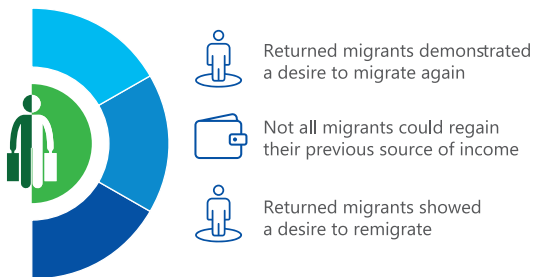 Returned migrants demonstrated
a desire to migrate again
Not all migrants could regain
their previous source of income
Returned migrants showed
a desire to remigrate